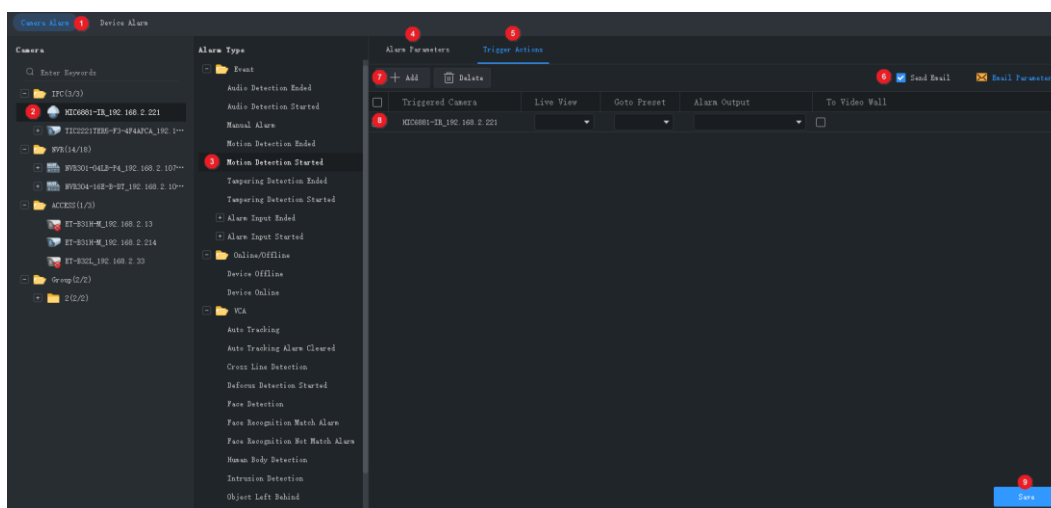 Camera Alarm 1 Device Alarm
Camera
Enter Keywords
IPC(3/3)
2 HIC6881-IR_192.168.2.221
NVR(14/18)
NVR301-04LB-P4_192.168.2.107···
NVR304-16E-B-DT_192.168.2.10···
ACCESS(1/3)
ET-B31H-M_192.168.2.13
ET-B31H-M_192.168.2.214
ET-B32L_192.168.2.33
Group(2/2)
2(2/2)
Alarm Type
Event
Audio Detection Ended
Audio Detection Started
Manual Alarm
Motion Detection Ended
3 Motion Detection Started
Tampering Detection Ended
Tampering Detection Started
Alarm Input Ended
Alarm Input Started
Online/Offline
Device Offline
Device Online
VCA
Auto Tracking
Auto Tracking Alarm Cleared
Cross Line Detection
Defocus Detection Started
Face Detection
Face Recognition Match Alarm
Face Recognition Not Match Alarm
Human Body Detection
Intrusion Detection
Object Left Behind
4 5
Alarm Parameters Trigger Actions
7 + Add Delete 6 Send Email Email Parameter
Triggered Camera Live View Goto Preset Alarm Output To Video Wall
8 HIC6881-IR_192.168.2.221
9
Save